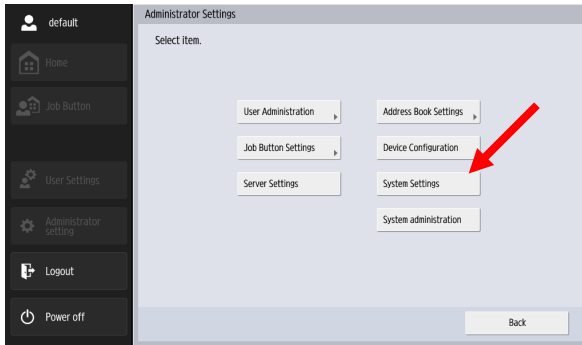 default
Home
Job Button
User Settings
Administrator
setting
Logout
Power off
Administrator Settings
Select item.
User Administration
Address Book Settings
Job Button Settings
Device Configuration
Server Settings
System Settings
System administration
Back